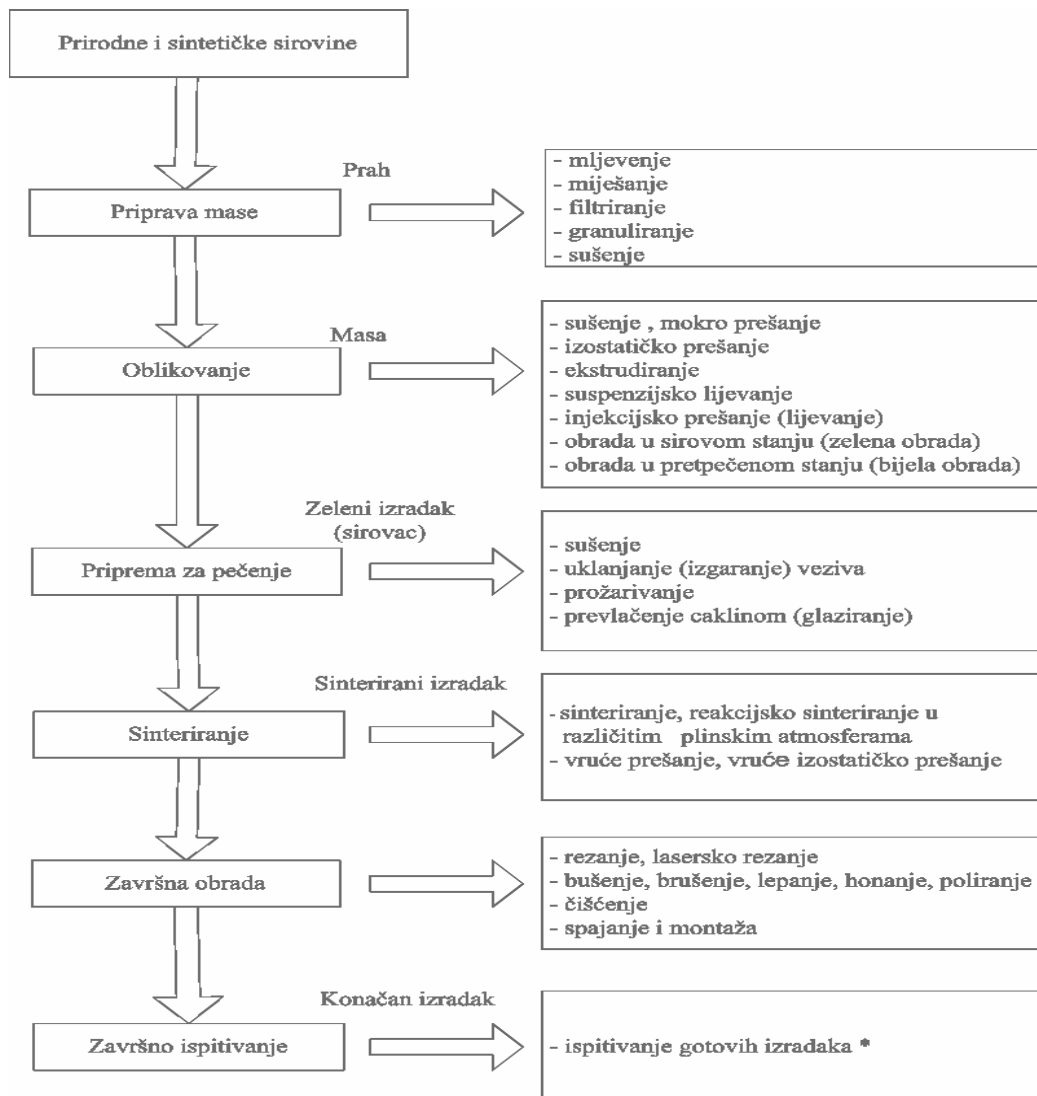 Prirodne i sintetičke sirovine
Prah
Priprava mase
- mljevenje
- miješanje
- filtriranje
- granuliranje
- sušenje
Masa
Oblikovanje
- sušenje , mokro prešanje
- izostatičko prešanje
- ekstrudiranje
- suspenzijsko lijevanje
- injekcijsko prešanje (lijevanje)
- obrada u sirovom stanju (zelena obrada)
- obrada u pretpečenom stanju (bijela obrada)
Zeleni izradak
(sirovac)
Priprema za pečenje
- sušenje
- uklanjanje (izgaranje) veziva
- prožarivanje
- prevlačenje caklinom (glaziranje)
Sinterirani izradak
Sinteriranje
- sinteriranje, reakcijsko sinteriranje u
različitim plinskim atmosferama
- vruće prešanje, vruće izostatičko prešanje
Završna obrada
- rezanje, lasersko rezanje
- bušenje, brušenje, lepanje, honanje, poliranje
- čišćenje
- spajanje i montaža
Konačan izradak
Završno ispitivanje
- ispitivanje gotovih izradaka *